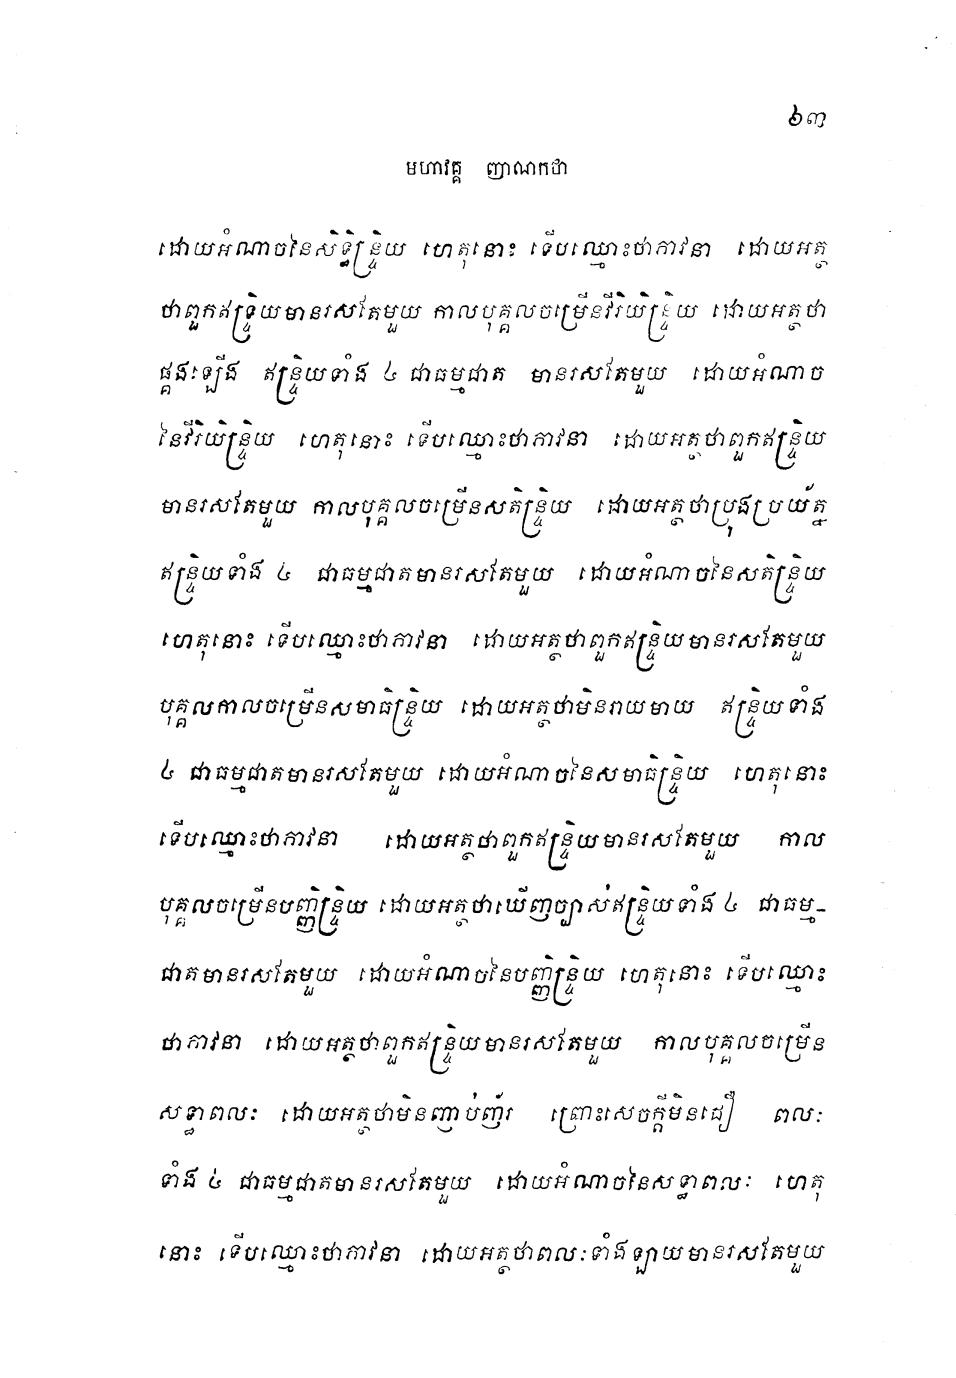 ៦៣
មហាវគ្គ ញាណកថា
ដោយអំណាចនៃសទ្ធិន្ទ្រិយ ហេតុនោះ ទើបឈ្មោះថាភាវនា ដោយអត្ថ
ថាពួកឥន្ទ្រិយមានរសតែមួយ កាលបុគ្គលចម្រើនវីរិយិន្ទ្រិយ ដោយអត្ថថា
ផ្គងឡើង ឥន្ទ្រិយទាំង ៤ ជាធម្មជាត មានរសតែមួយ ដោយអំណាច
នៃវីរិយិន្ទ្រិយ ហេតុនោះ ទើបឈ្មោះថាភាវនា ដោយអត្ថថាពួកឥន្ទ្រិយ
មានរសតែមួយ កាលបុគ្គលចម្រើនសតិន្ទ្រិយ ដោយអត្ថថាប្រុងប្រយ័ត្ន
ឥន្ទ្រិយទាំង ៤ ជាធម្មជាតមានរសតែមួយ ដោយអំណាចនៃសតិន្ទ្រិយ
ហេតុនោះ ទើបឈ្មោះថាភាវនា ដោយអត្ថថាពួកឥន្ទ្រិយមានរសតែមួយ
បុគ្គលកាលចម្រើនសមាធិន្ទ្រិយ ដោយអត្ថថាមិនរាយមាយ ឥន្ទ្រិយទាំង
៤ ជាធម្មជាតមានរសតែមួយ ដោយអំណាចនៃសមាធិន្ទ្រិយ ហេតុនោះ
ទើបឈ្មោះថាភាវនា ដោយអត្ថថាពួកឥន្ទ្រិយមានរសតែមួយ កាល
បុគ្គលចម្រើនបញ្ញិន្ទ្រិយ ដោយអត្ថថាឃើញច្បាស់ឥន្ទ្រិយទាំង ៤ ជាធម្ម-
ជាតមានរសតែមួយ ដោយអំណាចនៃបញ្ញិន្ទ្រិយ ហេតុនោះ ទើបឈ្មោះ
ថាភាវនា ដោយអត្ថថាពួកឥន្ទ្រិយមានរសតែមួយ កាលបុគ្គលចម្រើន
សទ្ធាពលៈ ដោយអត្ថថាមិនញាប់ញ័រ ព្រោះសេចក្តីមិនជឿ ពលៈ
ទាំង ៤ ជាធម្មជាតមានរសតែមួយ ដោយអំណាចនៃសទ្ធាពលៈ ហេតុ
នោះ ទើបឈ្មោះថាភាវនា ដោយអត្ថថាពលៈទាំងឡាយមានរសតែមួយ